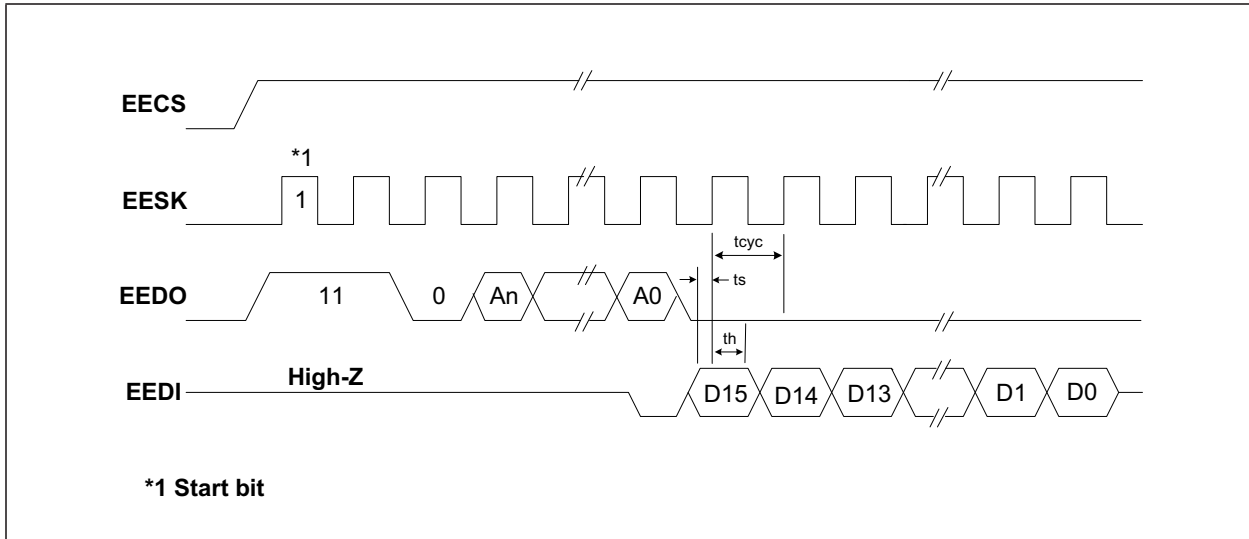 EECS
*1
EESK
1
tcyc
ts
EEDO
11
0
An
A0
th
High-Z
EEDI
D15
D14
D13
D1
D0
*1 Start bit